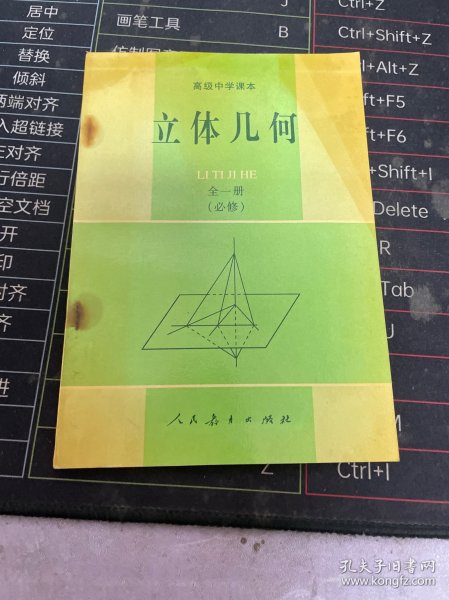 居中
定位
替换
倾斜
两端对齐
入超链接
左对齐
行倍距
空文档
开
印
对齐
齐
进
画笔工具
J
B
Z
Ctrl+Z
Ctrl+Shift+Z
+Alt+Z
ft+F5
ft+F6
+Shift+I
Delete
R
Tab
U
M
Ctrl+I
高级中学课本
立体几何
LI TI JI HE
全一册
(必修)
人民教育出版社
孔夫子旧书网
www.kongfz.com